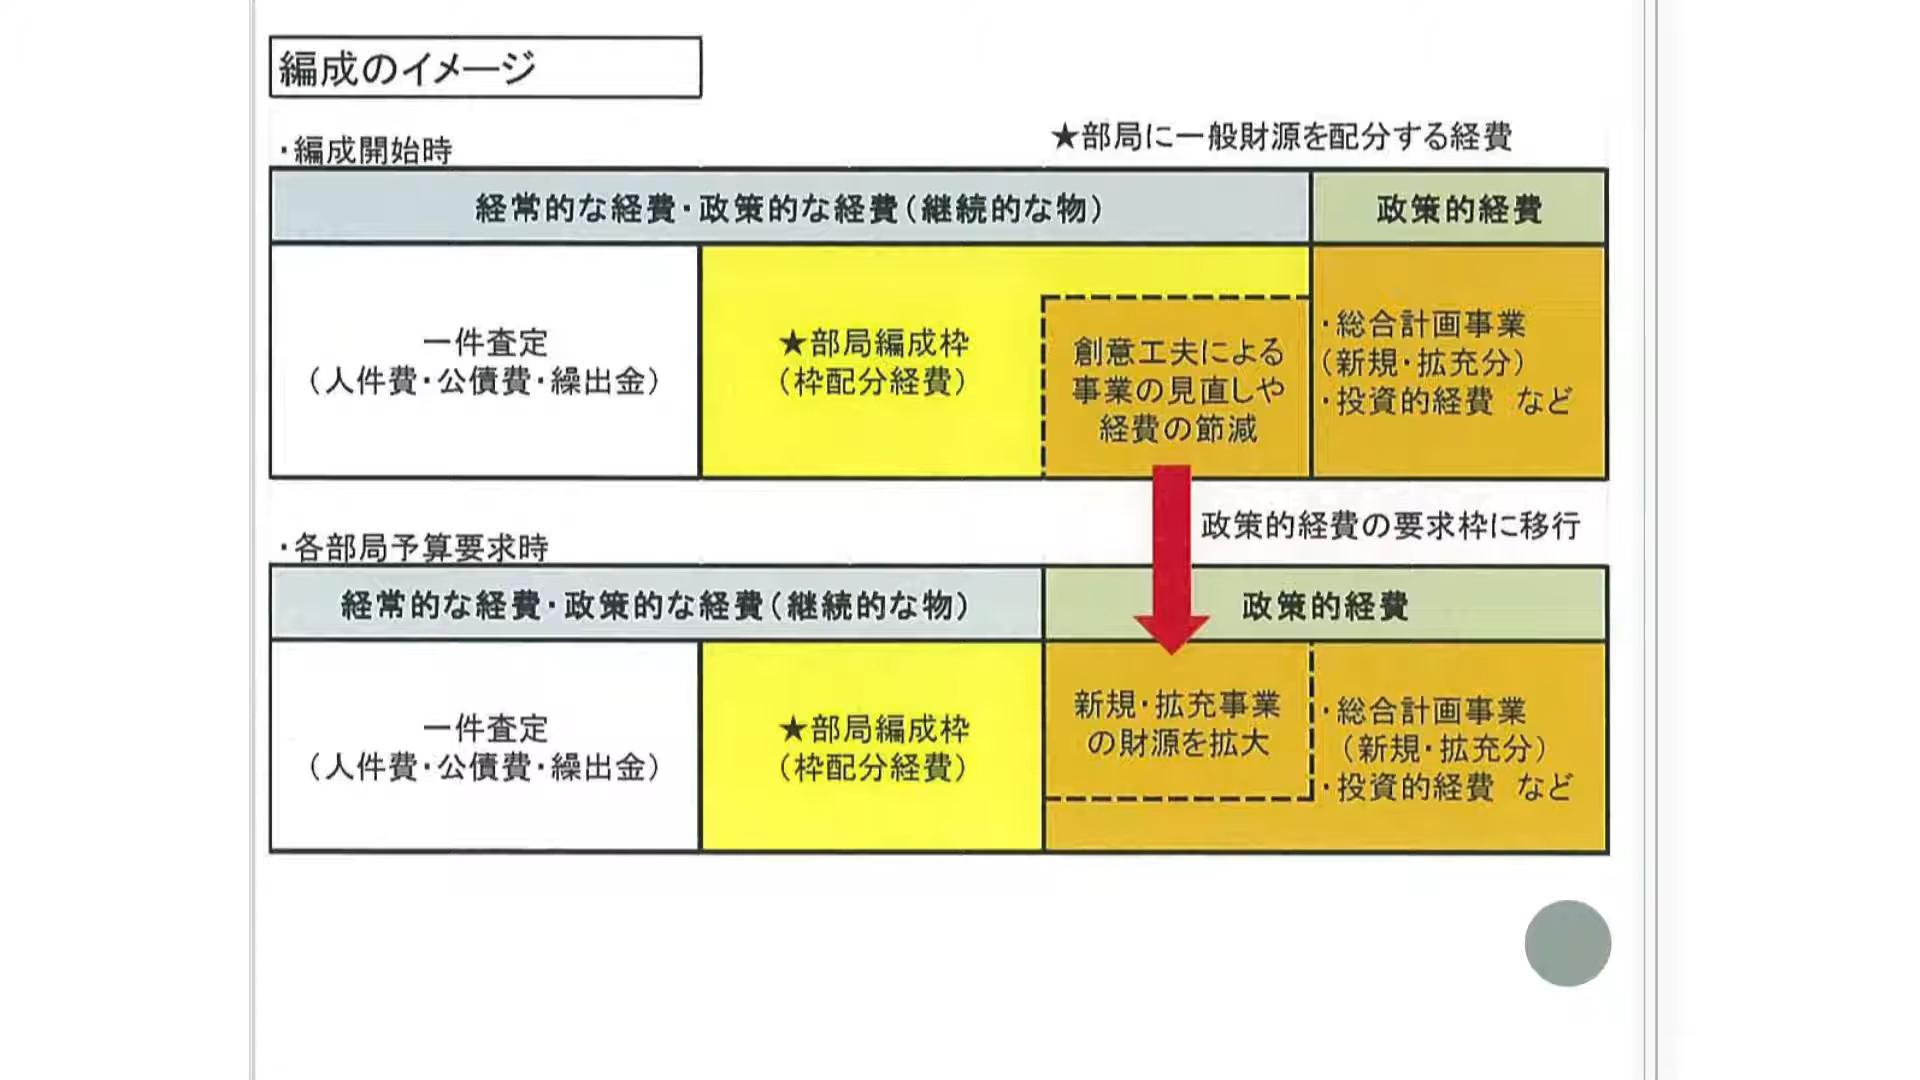 編成のイメージ
★部局に一般財源を配分する経費
・編成開始時
経常的な経費・政策的な経費(継続的な物)
政策的経費
一件査定
(人件費・公債費・繰出金)
★部局編成枠
(枠配分経費)
創意工夫による
事業の見直しや
経費の節減
・総合計画事業
(新規・拡充分)
・投資的経費　など
政策的経費の要求枠に移行
・各部局予算要求時
経常的な経費・政策的な経費(継続的な物)
政策的経費
一件査定
(人件費・公債費・繰出金)
★部局編成枠
(枠配分経費)
新規・拡充事業
の財源を拡大
・総合計画事業
(新規・拡充分)
・投資的経費　など